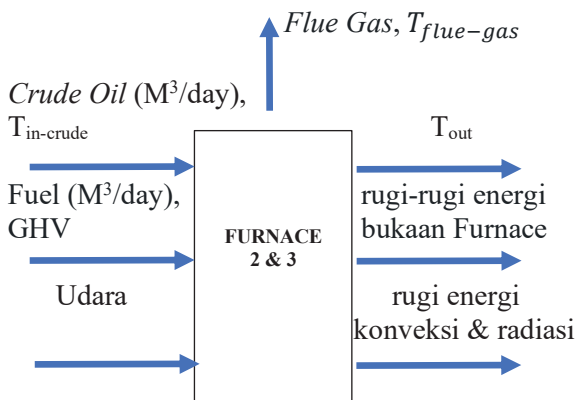 Flue Gas, T_flue−gas
Crude Oil (M³/day),
T_in-crude
Fuel (M³/day),
GHV
Udara
FURNACE
2 & 3
T_out
rugi-rugi energi
bukaan Furnace
rugi energi
konveksi & radiasi